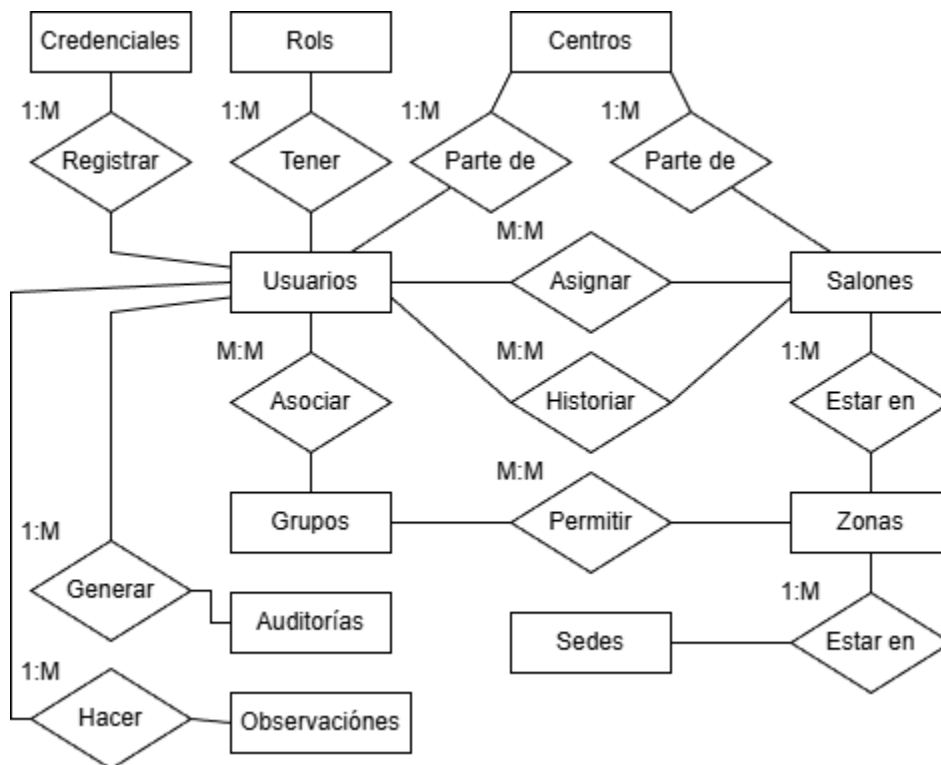 Credenciales
Rols
Centros
1:M
1:M
1:M
1:M
Registrar
Tener
Parte de
Parte de
M:M
Usuarios
Asignar
Salones
M:M
M:M
1:M
Asociar
Historiar
Estar en
M:M
Grupos
Permitir
Zonas
1:M
1:M
Generar
Auditorías
Sedes
Estar en
1:M
Hacer
Observaciónes